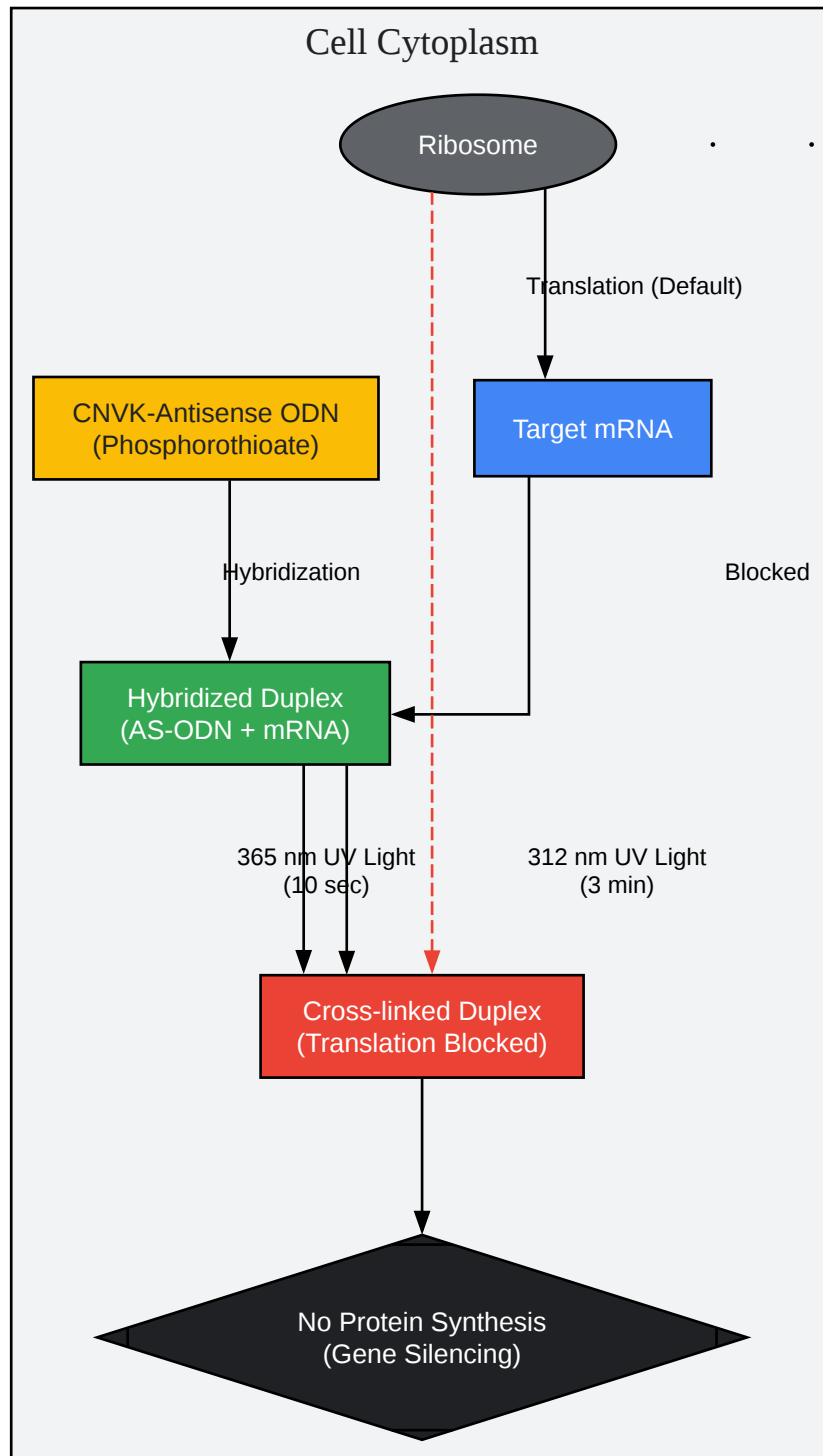 Cell Cytoplasm
Ribosome
Translation (Default)
CNVK-Antisense ODN
(Phosphorothioate)
Target mRNA
Hybridization
Blocked
Hybridized Duplex
(AS-ODN + mRNA)
365 nm UV Light
(10 sec)
312 nm UV Light
(3 min)
Cross-linked Duplex
(Translation Blocked)
No Protein Synthesis
(Gene Silencing)